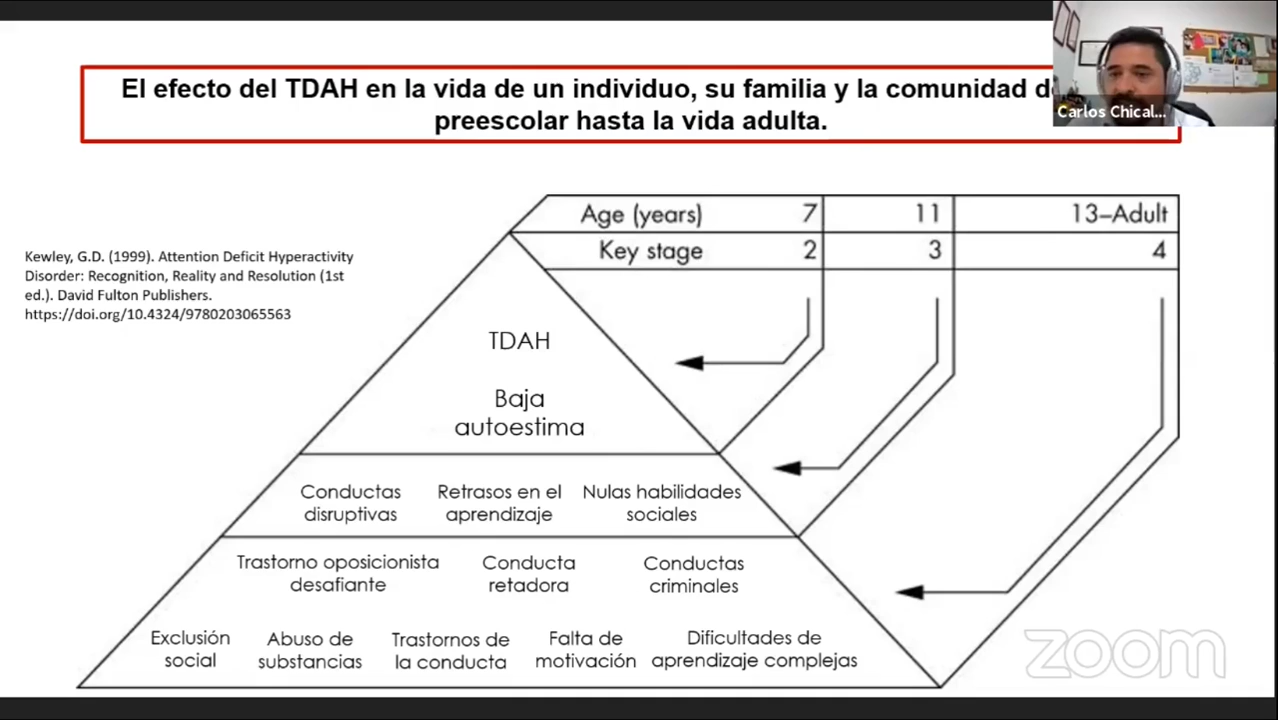 El efecto del TDAH en la vida de un individuo, su familia y la comunidad
preescolar hasta la vida adulta.
Carlos Chical...
Age (years) 7 11 13–Adult
Key stage 2 3 4
Kewley, G.D. (1999). Attention Deficit Hyperactivity
Disorder: Recognition, Reality and Resolution (1st
ed.). David Fulton Publishers.
https://doi.org/10.4324/9780203065563
TDAH
Baja
autoestima
Conductas
disruptivas
Retrasos en el
aprendizaje
Nulas habilidades
sociales
Trastorno oposicionista
desafiante
Conducta
retadora
Conductas
criminales
Exclusión
social
Abuso de
substancias
Trastornos de
la conducta
Falta de
motivación
Dificultades de
aprendizaje complejas
zoom